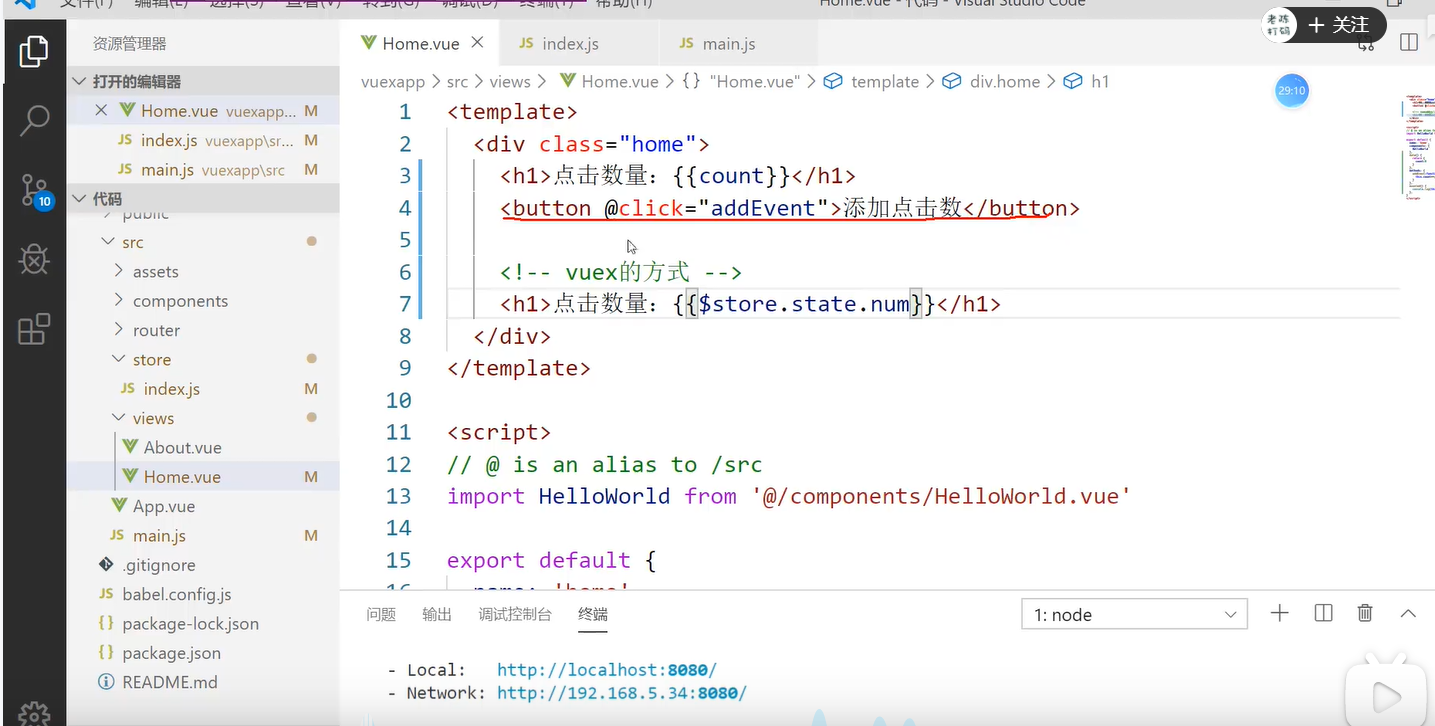 文件(F) 编辑(E) 选择(S) 查看(V) 转到(G) 调试(D) 终端(T) 帮助(H) Home.vue - 代码 - Visual Studio Code
老陈
打码
+ 关注
资源管理器
Home.vue
JS index.js
JS main.js
打开的编辑器
vuexapp > src > views > Home.vue > {} "Home.vue" > template > div.home > h1
29:10
Home.vue vuexapp... M
JS index.js vuexapp\sr... M
JS main.js vuexapp\src M
10
代码
public
src
assets
components
router
store
JS index.js M
views
About.vue
Home.vue M
App.vue
JS main.js M
.gitignore
JS babel.config.js
{} package-lock.json
{} package.json
README.md
1 <template>
2 <div class="home">
3 <h1>点击数量：{{count}}</h1>
4 <button @click="addEvent">添加点击数</button>
5
6 <!-- vuex的方式 -->
7 <h1>点击数量：{{$store.state.num}}</h1>
8 </div>
9 </template>
10
11 <script>
12 // @ is an alias to /src
13 import HelloWorld from '@/components/HelloWorld.vue'
14
15 export default {
16 name: 'home'
问题 输出 调试控制台 终端
1: node
- Local: http://localhost:8080/
- Network: http://192.168.5.34:8080/